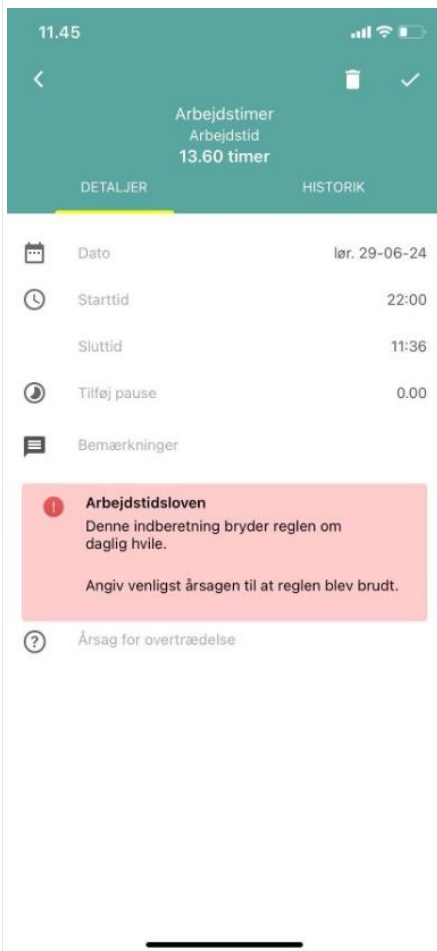 11.45
Arbejdstimer
Arbejdstid
13.60 timer
DETALJER HISTORIK
Dato lør. 29-06-24
Starttid 22:00
Sluttid 11:36
Tilføj pause 0.00
Bemærkninger
Arbejdstidsloven
Denne indberetning bryder reglen om
daglig hvile.
Angiv venligst årsagen til at reglen blev brudt.
Årsag for overtrædelse